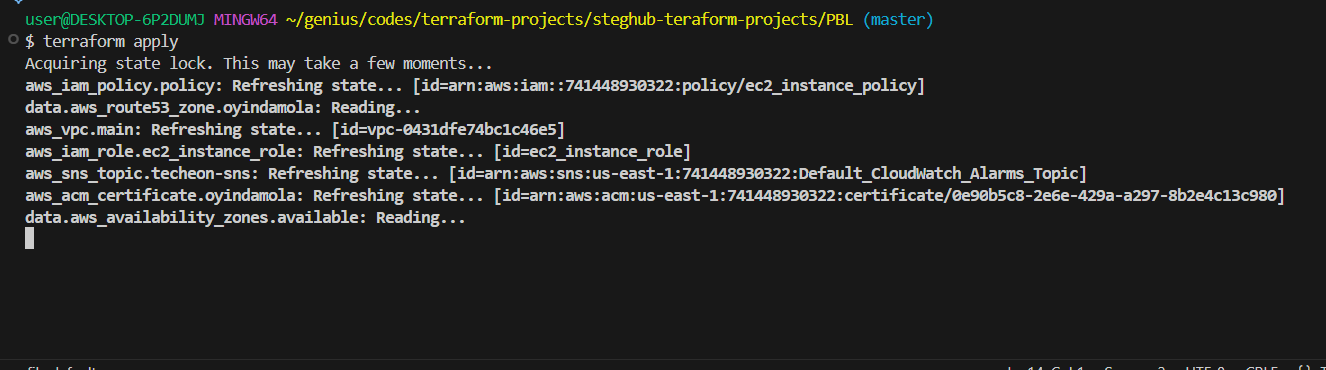 user@DESKTOP-6P2DUMJ MINGW64 ~/genius/codes/terraform-projects/steghub-teraform-projects/PBL (master)
$ terraform apply
Acquiring state lock. This may take a few moments...
aws_iam_policy.policy: Refreshing state... [id=arn:aws:iam::741448930322:policy/ec2_instance_policy]
data.aws_route53_zone.oyindamola: Reading...
aws_vpc.main: Refreshing state... [id=vpc-0431dfe74bc1c46e5]
aws_iam_role.ec2_instance_role: Refreshing state... [id=ec2_instance_role]
aws_sns_topic.techeon-sns: Refreshing state... [id=arn:aws:sns:us-east-1:741448930322:Default_CloudWatch_Alarms_Topic]
aws_acm_certificate.oyindamola: Refreshing state... [id=arn:aws:acm:us-east-1:741448930322:certificate/0e90b5c8-2e6e-429a-a297-8b2e4c13c980]
data.aws_availability_zones.available: Reading...